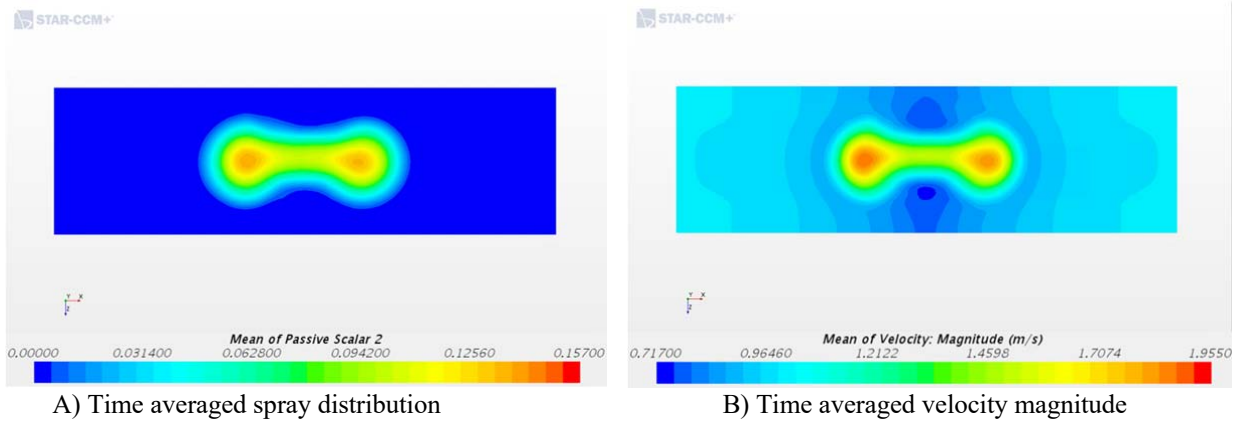 STAR-CCM+
STAR-CCM+
Y X
Z
Y X
Z
Mean of Passive Scalar 2
0.00000 0.031400 0.062800 0.094200 0.12560 0.15700
Mean of Velocity: Magnitude (m/s)
0.71700 0.96460 1.2122 1.4598 1.7074 1.9550
A) Time averaged spray distribution
B) Time averaged velocity magnitude